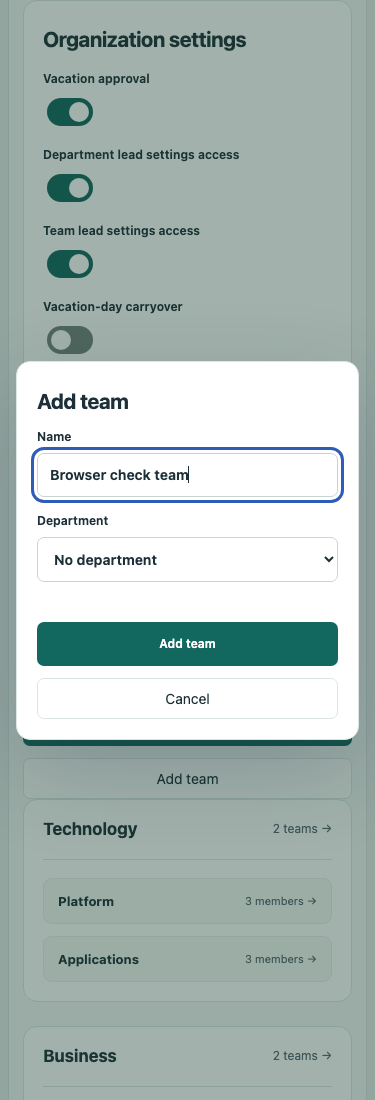 Organization settings
Vacation approval
Department lead settings access
Team lead settings access
Vacation-day carryover
Add team
Name
Browser check team
Department
No department
Add team
Cancel
Add team
Technology
2 teams →
Platform
3 members →
Applications
3 members →
Business
2 teams →